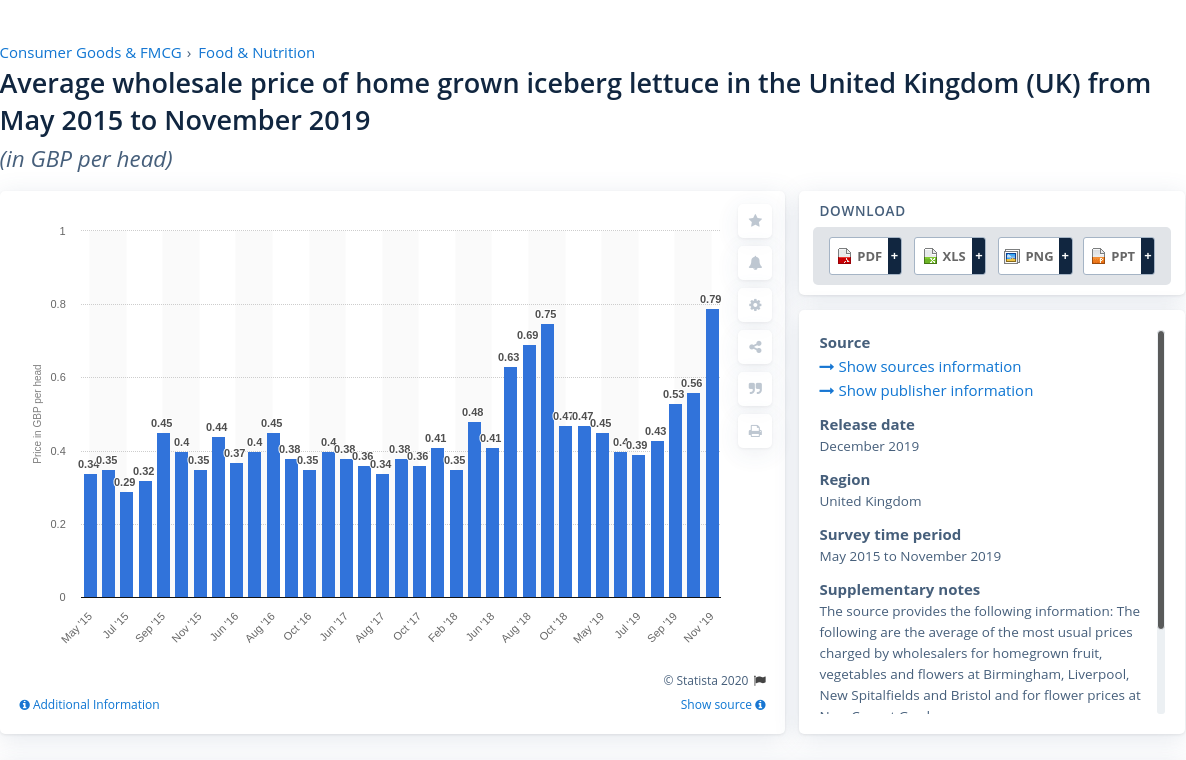 Consumer Goods & FMCG › Food & Nutrition
Average wholesale price of home grown iceberg lettuce in the United Kingdom (UK) from
May 2015 to November 2019
(in GBP per head)
Price in GBP per head
1
0.8
0.6
0.4
0.2
0
0.34
0.35
0.29
0.32
0.45
0.4
0.35
0.44
0.37
0.4
0.45
0.38
0.35
0.4
0.38
0.36
0.34
0.38
0.36
0.41
0.35
0.48
0.41
0.63
0.69
0.75
0.47
0.47
0.45
0.4
0.39
0.43
0.53
0.56
0.79
May '15
Jul '15
Sep '15
Nov '15
Jun '16
Aug '16
Oct '16
Jun '17
Aug '17
Oct '17
Feb '18
Jun '18
Aug '18
Oct '18
May '19
Jul '19
Sep '19
Nov '19
© Statista 2020
Additional Information
Show source
DOWNLOAD
PDF + XLS + PNG + PPT +
Source
Show sources information
Show publisher information
Release date
December 2019
Region
United Kingdom
Survey time period
May 2015 to November 2019
Supplementary notes
The source provides the following information: The
following are the average of the most usual prices
charged by wholesalers for homegrown fruit,
vegetables and flowers at Birmingham, Liverpool,
New Spitalfields and Bristol and for flower prices at